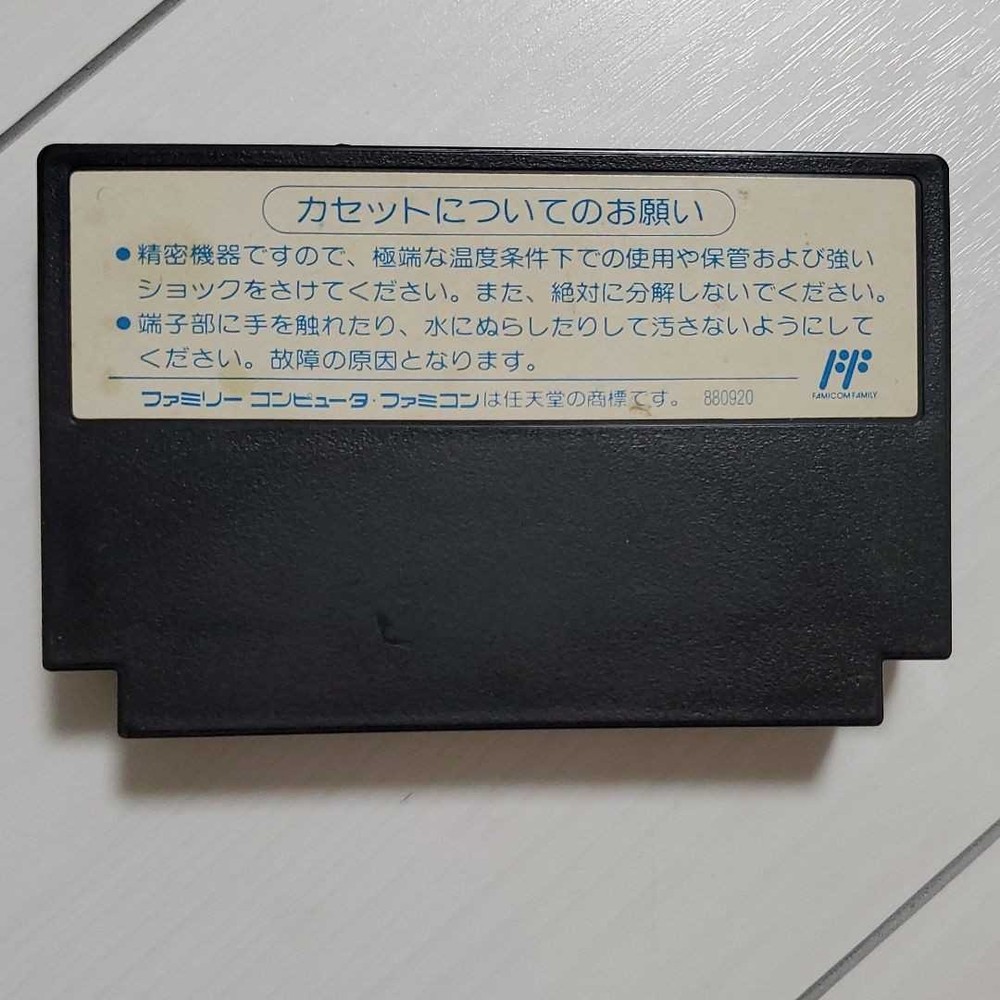 カセットについてのお願い
●精密機器ですので、極端な温度条件下での使用や保管および強い
ショックをさけてください。また、絶対に分解しないでください。
●端子部に手を触れたり、水にぬらしたりして汚さないようにして
ください。故障の原因となります。
ファミリー コンピュータ・ファミコンは任天堂の商標です。 880920
FF
FAMICOM FAMILY